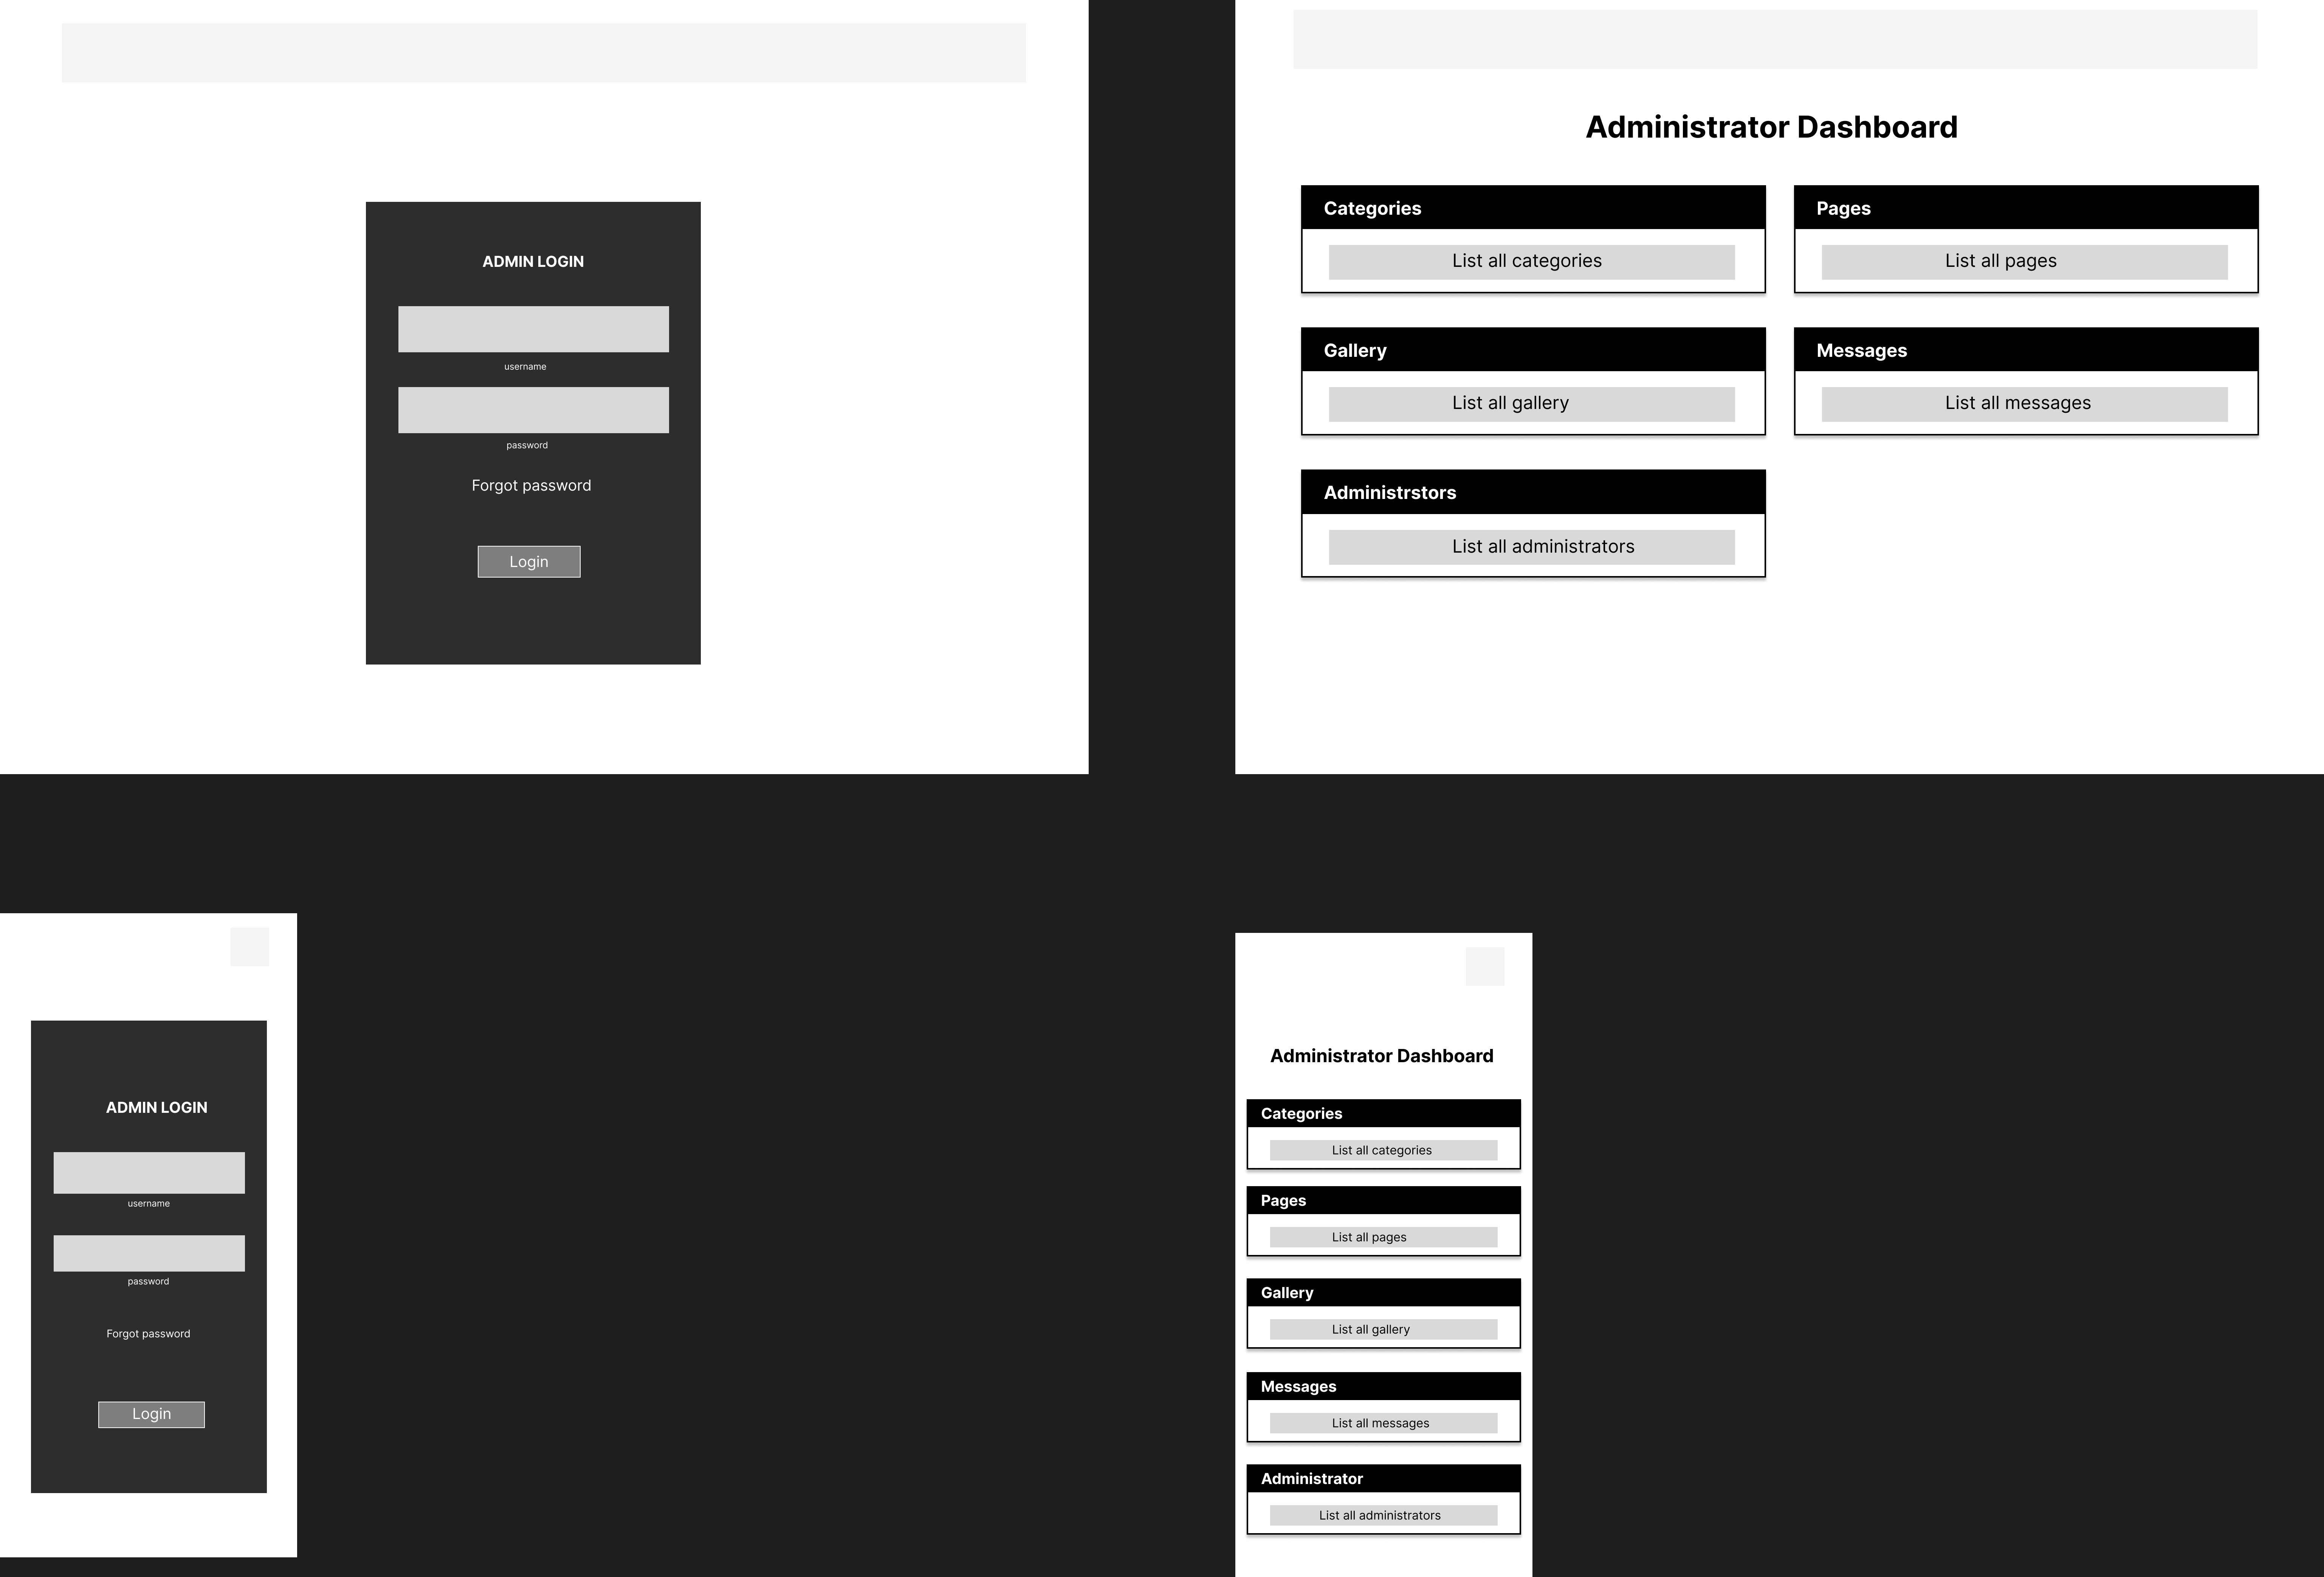 ADMIN LOGIN
username
password
Forgot password
Login
Administrator Dashboard
Categories
List all categories
Pages
List all pages
Gallery
List all gallery
Messages
List all messages
Administrstors
List all administrators
ADMIN LOGIN
username
password
Forgot password
Login
Administrator Dashboard
Categories
List all categories
Pages
List all pages
Gallery
List all gallery
Messages
List all messages
Administrator
List all administrators